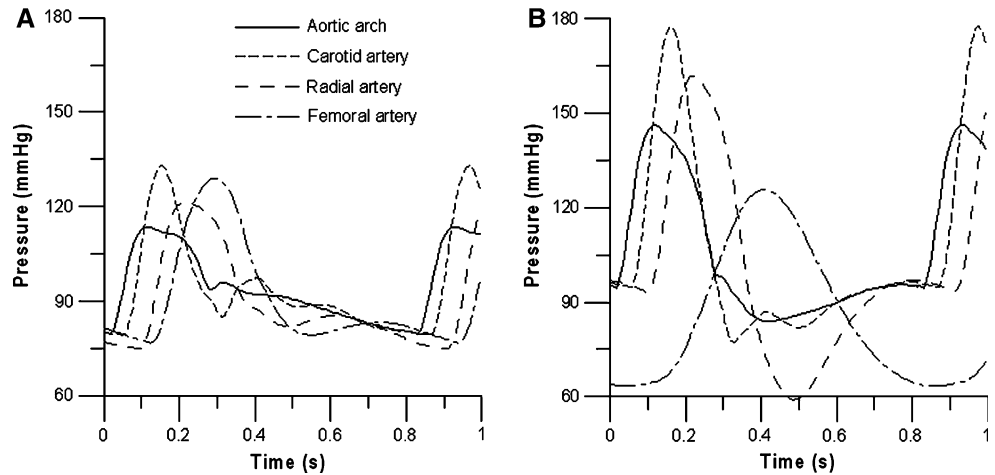 A
180
150
120
90
60
Pressure (mmHg)
Aortic arch
Carotid artery
Radial artery
Femoral artery
0
0.2
0.4
0.6
0.8
1
Time (s)
B
180
150
120
90
60
Pressure (mmHg)
0
0.2
0.4
0.6
0.8
1
Time (s)